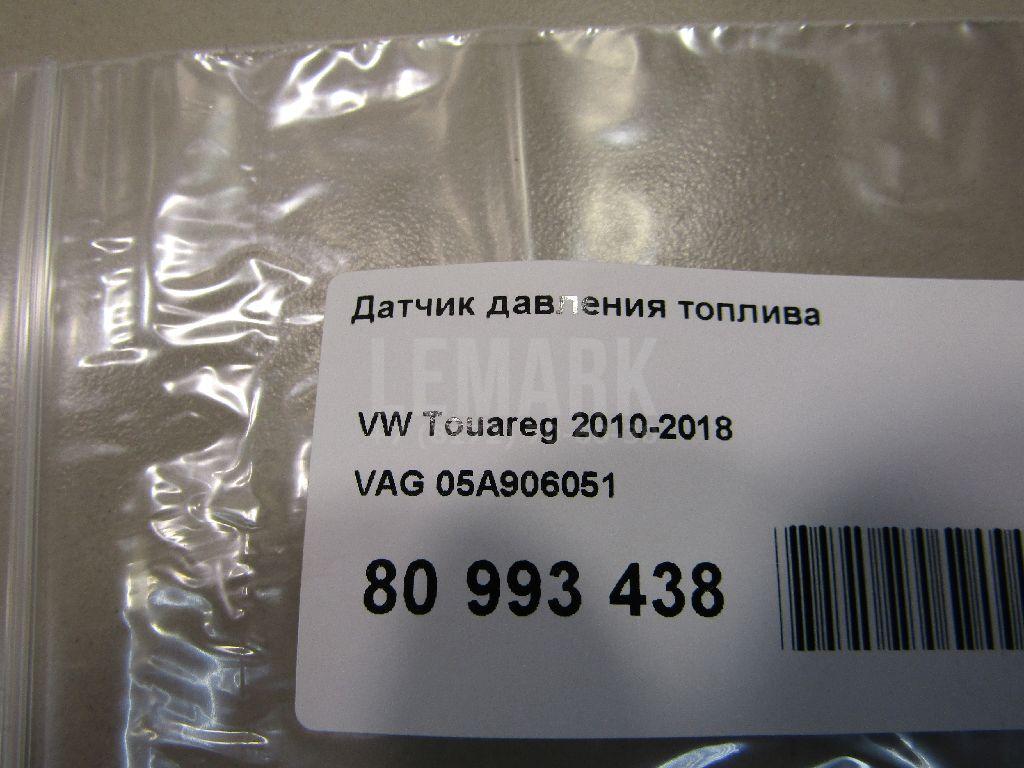 Датчик давления топлива
LEMARK
VW Touareg 2010-2018
VAG 05A906051
80 993 438